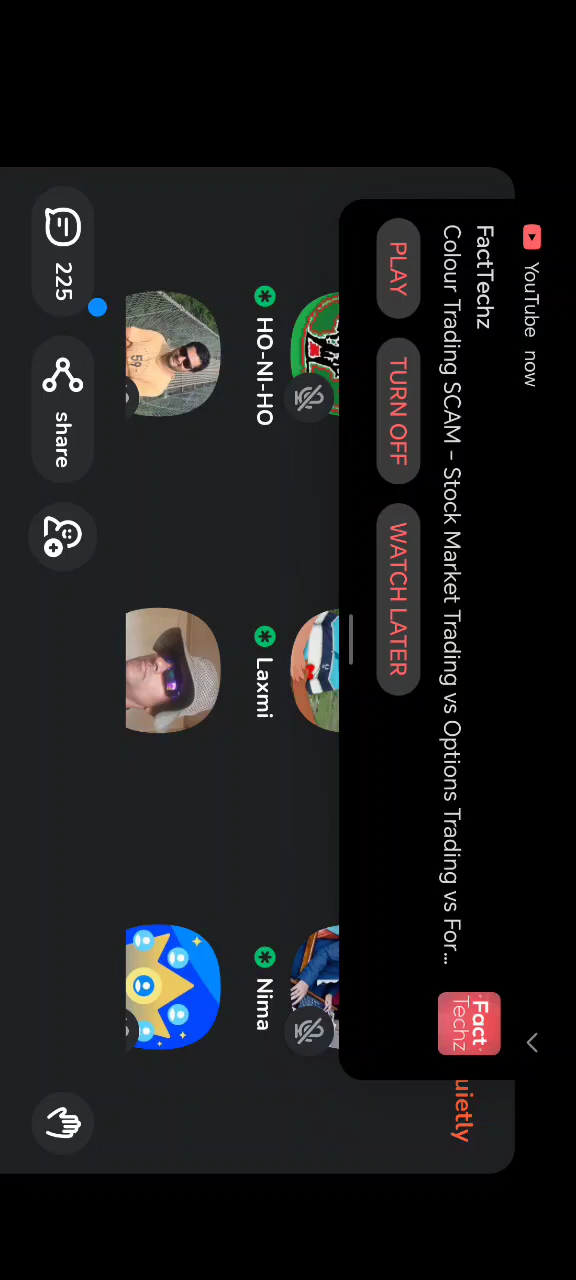 YouTube now
FactTechz
Colour Trading SCAM – Stock Market Trading vs Options Trading vs For...
Fact
Techz
PLAY
TURN OFF
WATCH LATER
uietly
HO-NI-HO
Laxmi
Nima
59
225
share